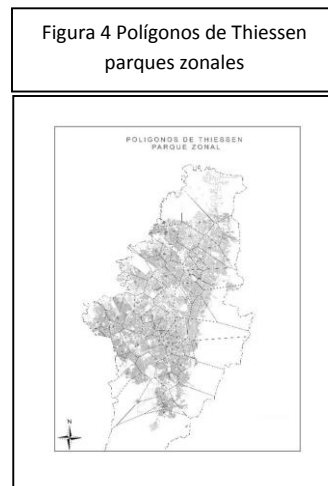 Figura 4 Polígonos de Thiessen
parques zonales
POLIGONOS DE THIESSEN
PARQUE ZONAL
N